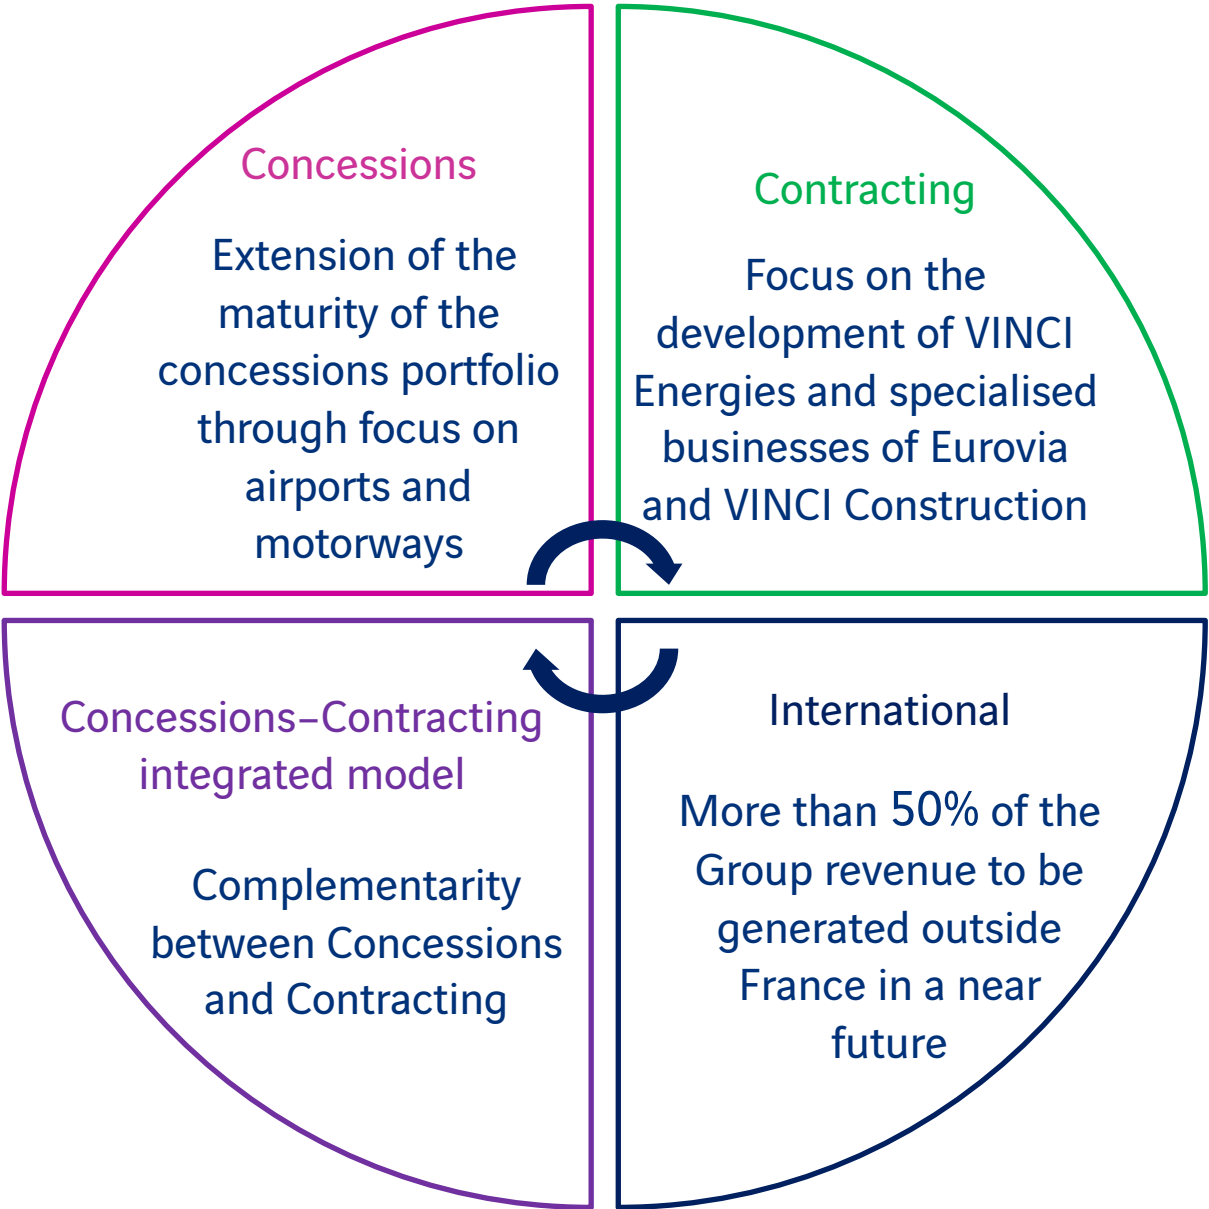 Concessions
Extension of the
maturity of the
concessions portfolio
through focus on
airports and
motorways
Contracting
Focus on the
development of VINCI
Energies and specialised
businesses of Eurovia
and VINCI Construction
Concessions–Contracting
integrated model
Complementarity
between Concessions
and Contracting
International
More than 50% of the
Group revenue to be
generated outside
France in a near
future